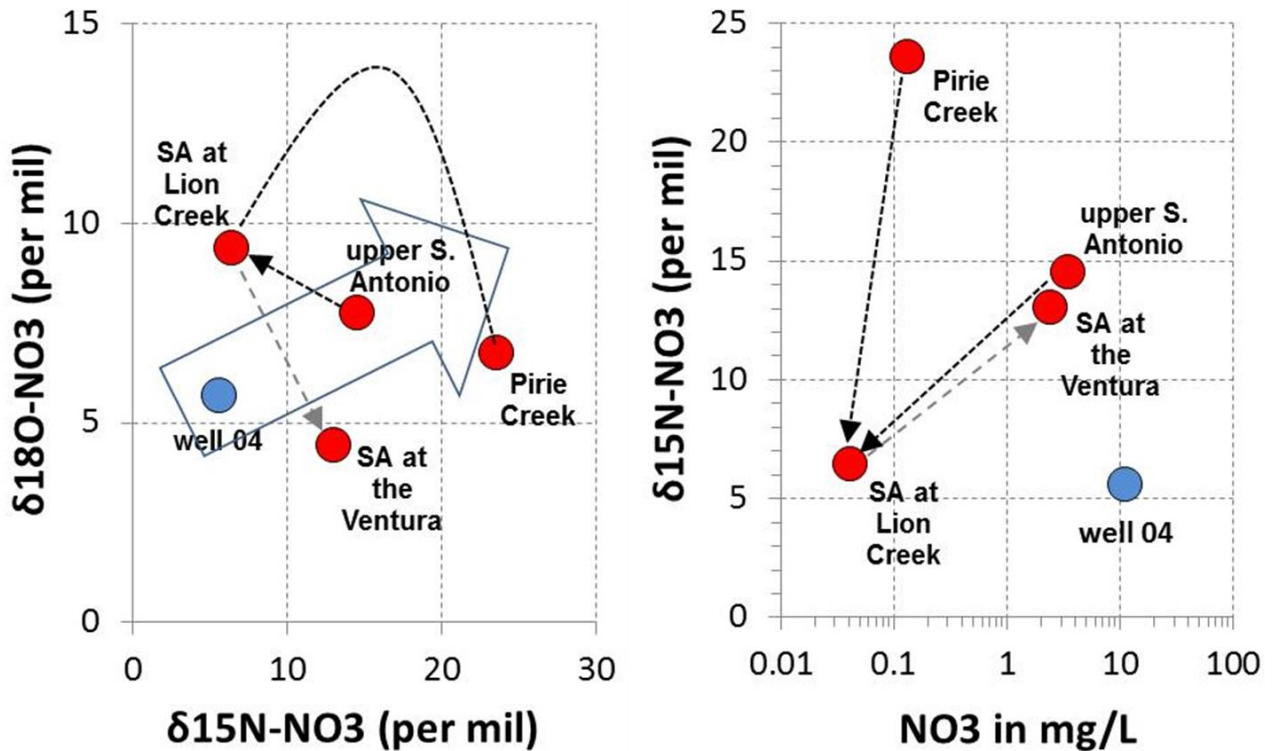 15
10
5
0
δ18O-NO3 (per mil)
SA at
Lion
Creek
upper S.
Antonio
Pirie
Creek
well 04
SA at
the
Ventura
0
10
20
30
δ15N-NO3 (per mil)
25
20
15
10
5
0
δ15N-NO3 (per mil)
Pirie
Creek
upper S.
Antonio
SA at
the
Ventura
SA at
Lion
Creek
well 04
0.01
0.1
1
10
100
NO3 in mg/L